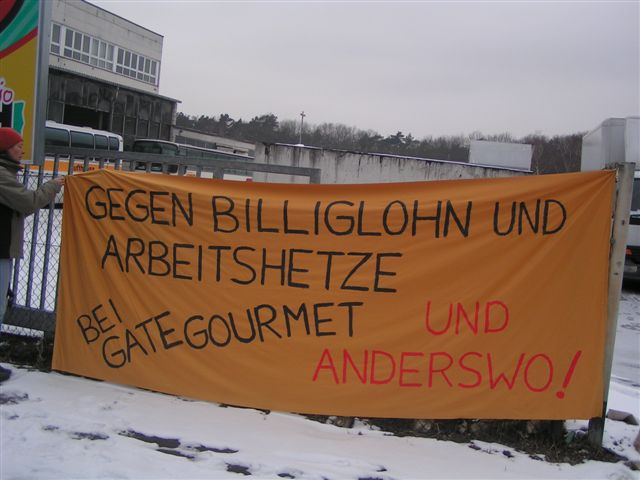 GEGEN BILLIGLOHN UND
ARBEITSHETZE
BEI
GATEGOURMET UND
ANDERSWO!